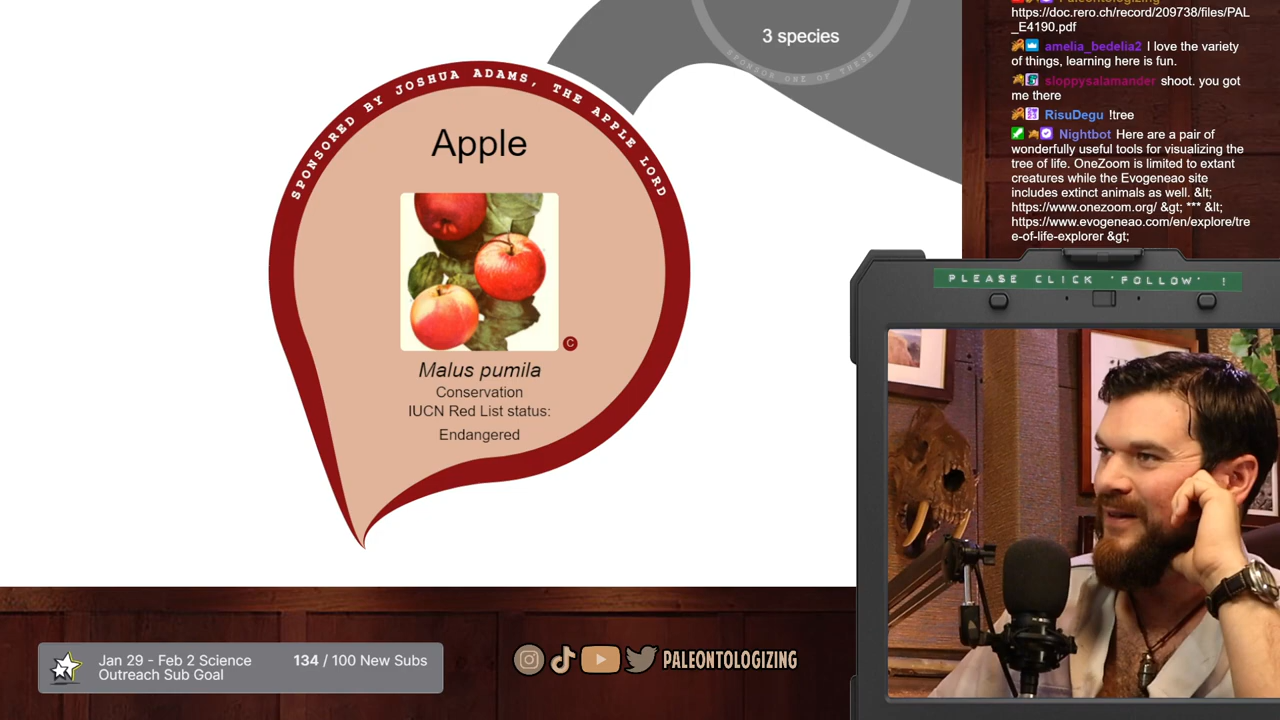 3 species
SPONSOR ONE OF THESE
SPONSORED BY JOSHUA ADAMS, THE APPLE LORD
Apple
C
Malus pumila
Conservation
IUCN Red List status:
Endangered
Paleontologizing
https://doc.rero.ch/record/209738/files/PAL
_E4190.pdf
amelia_bedelia2 I love the variety
of things, learning here is fun.
sloppysalamander shoot. you got
me there
RisuDegu !tree
Nightbot Here are a pair of
wonderfully useful tools for visualizing the
tree of life. OneZoom is limited to extant
creatures while the Evogeneao site
includes extinct animals as well. &lt;
https://www.onezoom.org/ &gt; *** &lt;
https://www.evogeneao.com/en/explore/tre
e-of-life-explorer &gt;
PLEASE CLICK "FOLLOW" !
Jan 29 - Feb 2 Science
Outreach Sub Goal
134 / 100 New Subs
PALEONTOLOGIZING